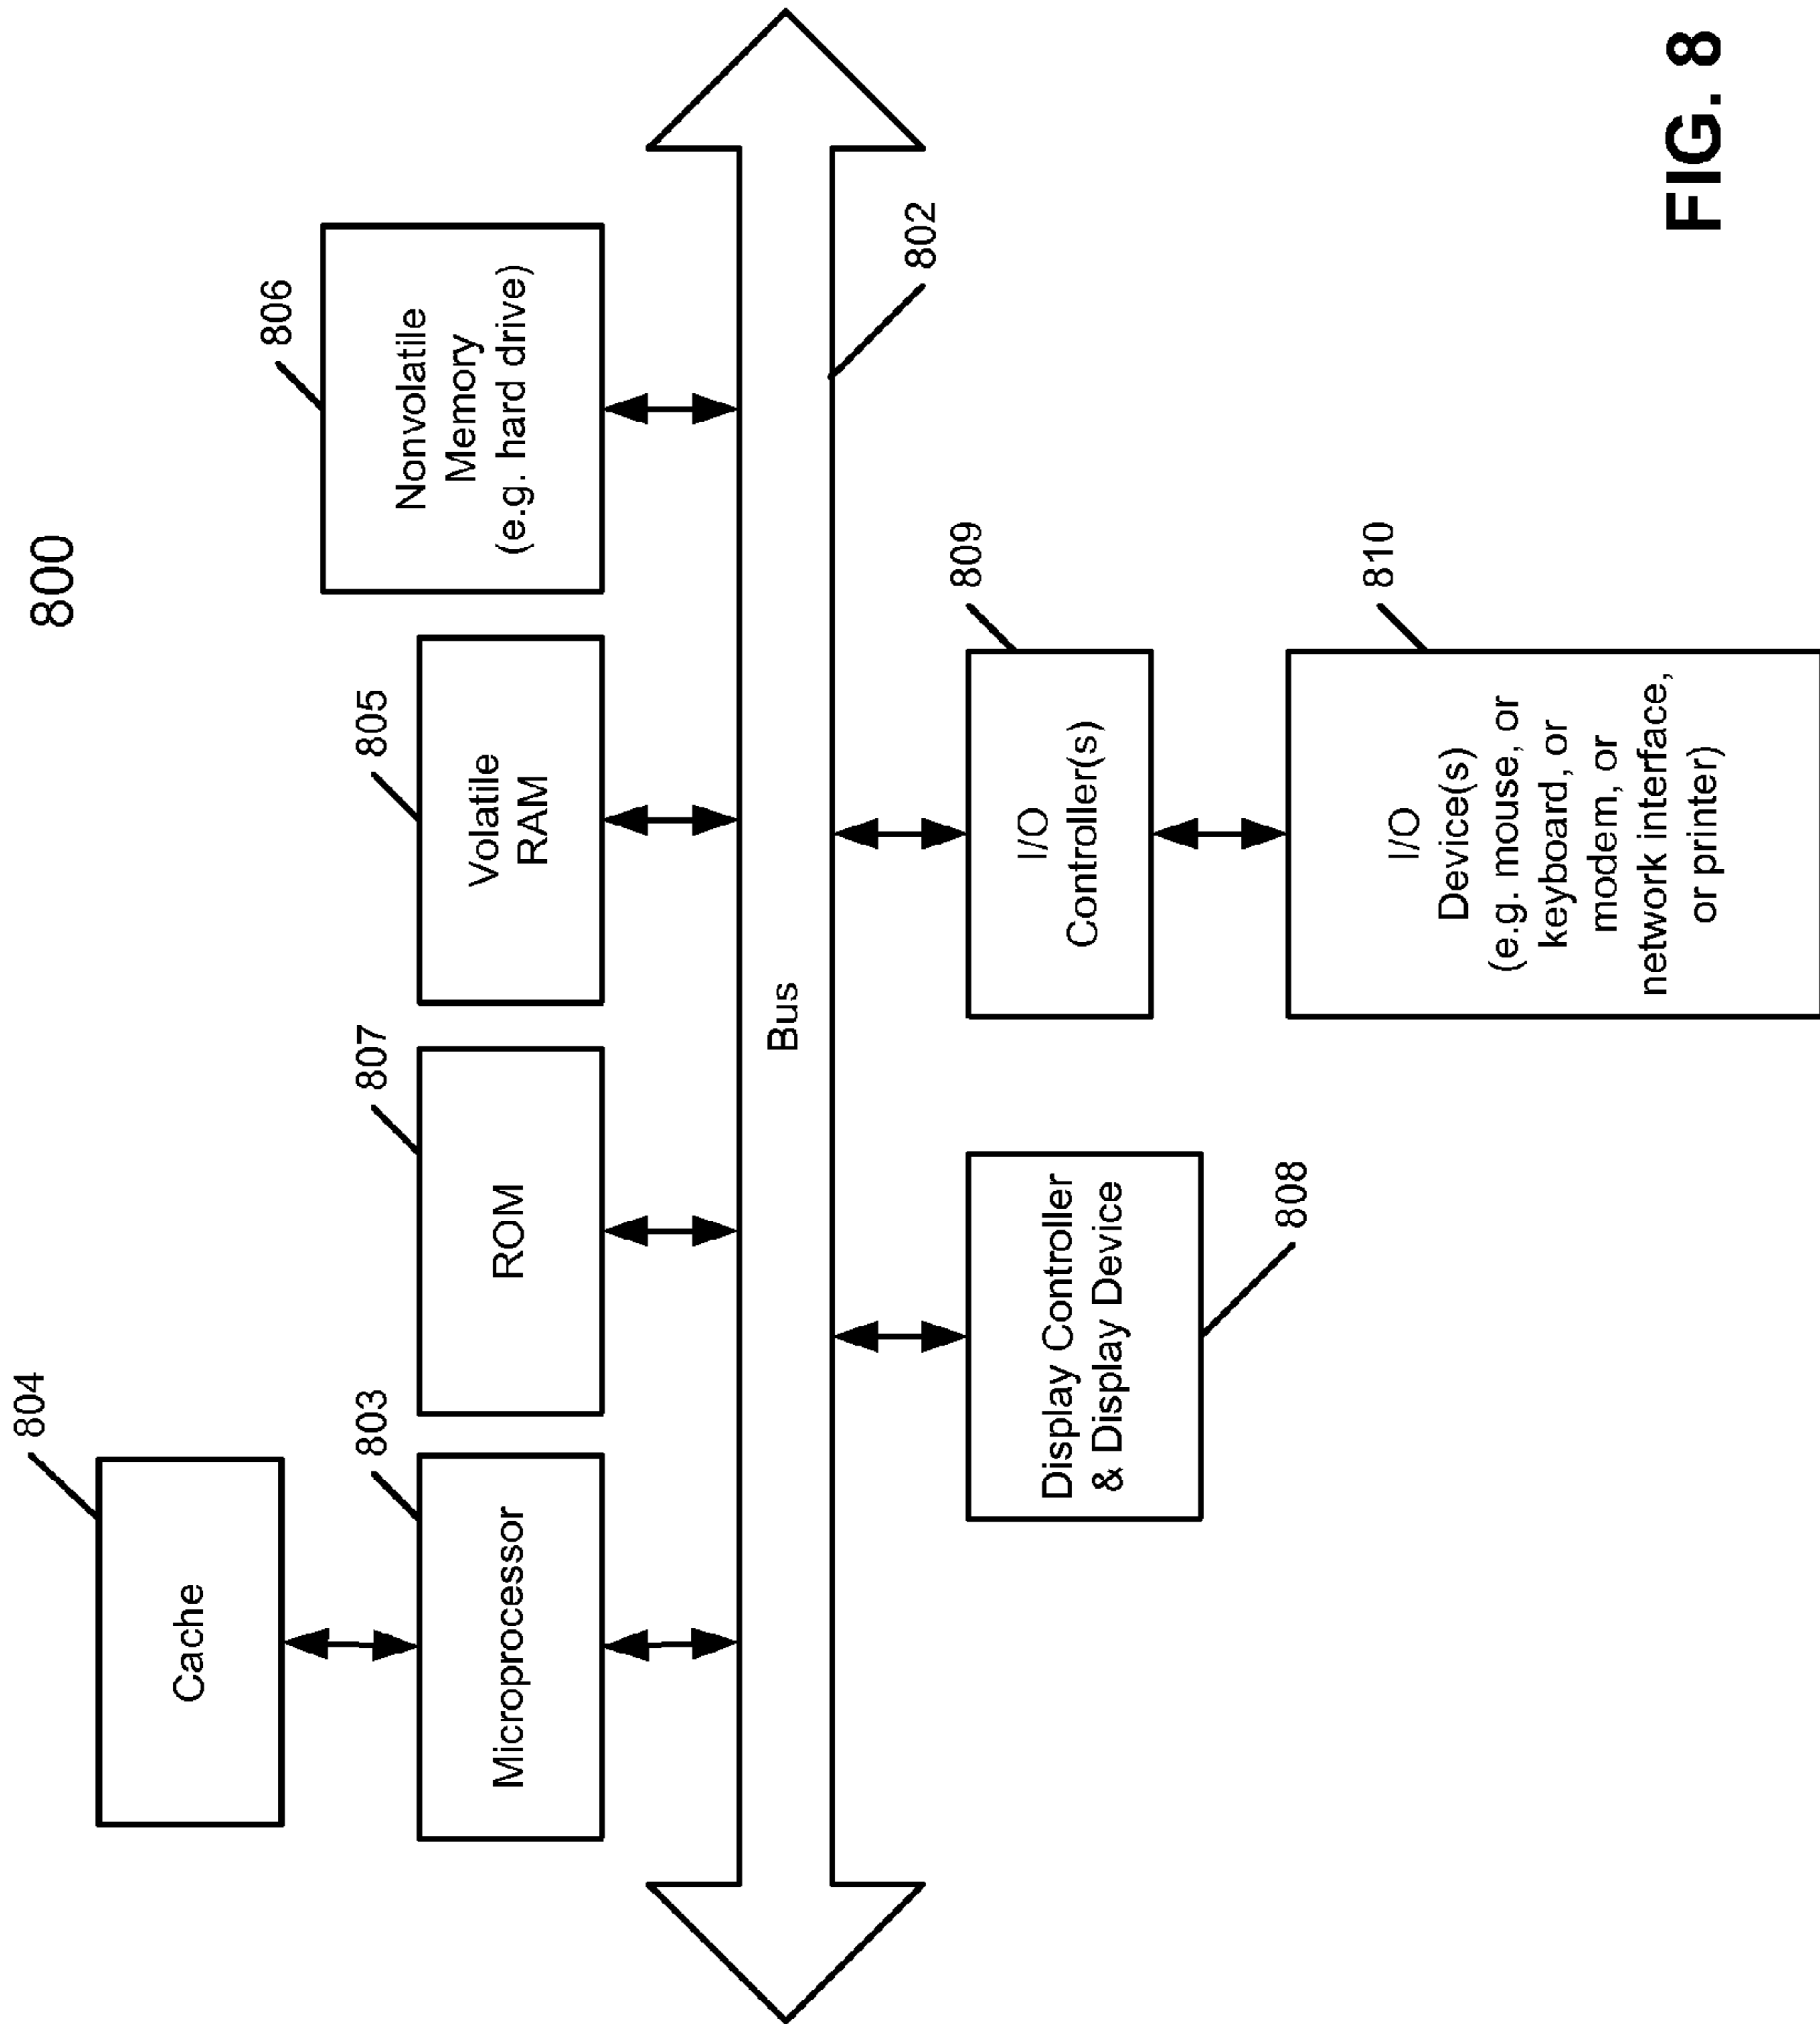 800
804
Cache
803
Microprocessor
807
ROM
805
Volatile
RAM
806
Nonvolatile
Memory
(e.g. hard drive)
Bus
802
Display Controller
& Display Device
808
809
I/O
Controller(s)
810
I/O
Device(s)
(e.g. mouse, or
keyboard, or
modem, or
network interface,
or printer)
FIG. 8